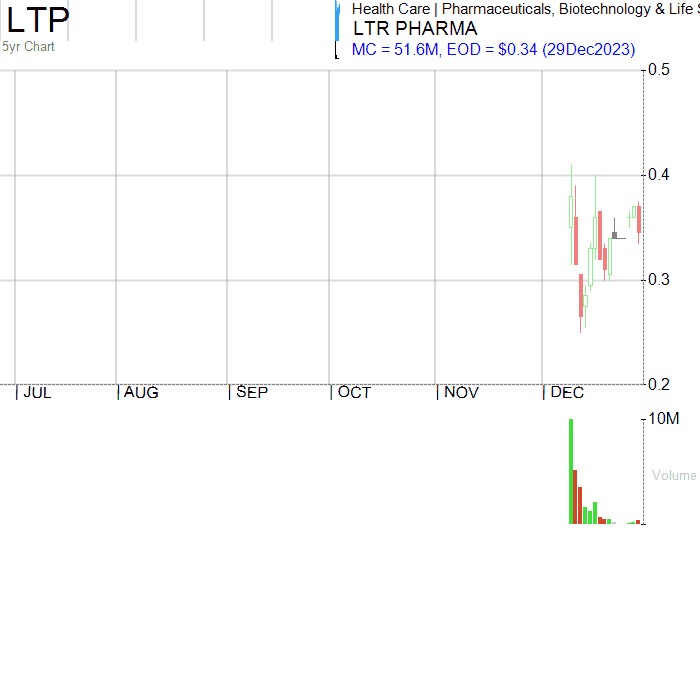 LTP
5yr Chart
Health Care | Pharmaceuticals, Biotechnology & Life
LTR PHARMA
MC = 51.6M, EOD = $0.34 (29Dec2023)
0.5
0.4
0.3
0.2
JUL
AUG
SEP
OCT
NOV
DEC
10M
Volume